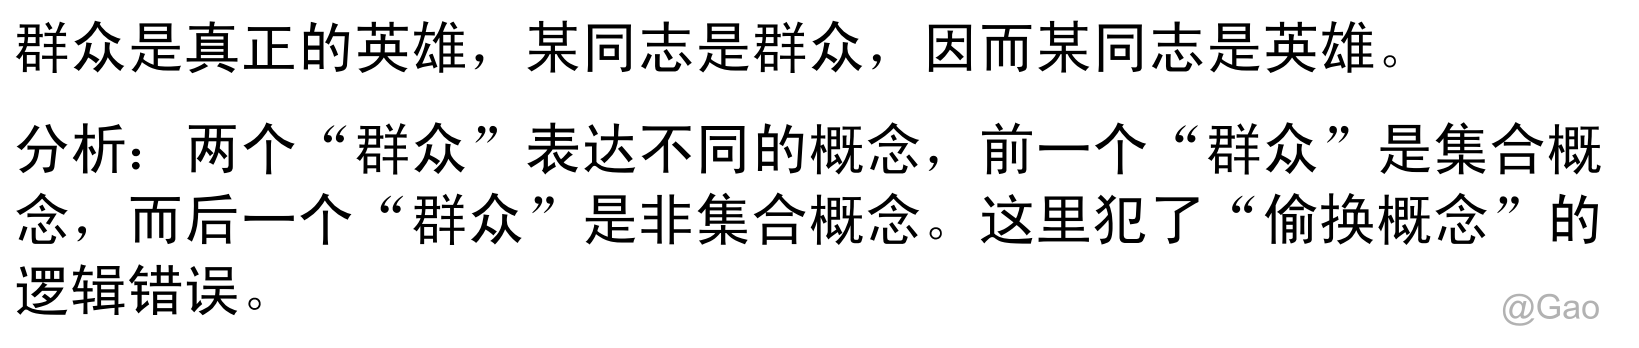 群众是真正的英雄，某同志是群众，因而某同志是英雄。
分析：两个“群众”表达不同的概念，前一个“群众”是集合概
念，而后一个“群众”是非集合概念。这里犯了“偷换概念”的
逻辑错误。
@Gao